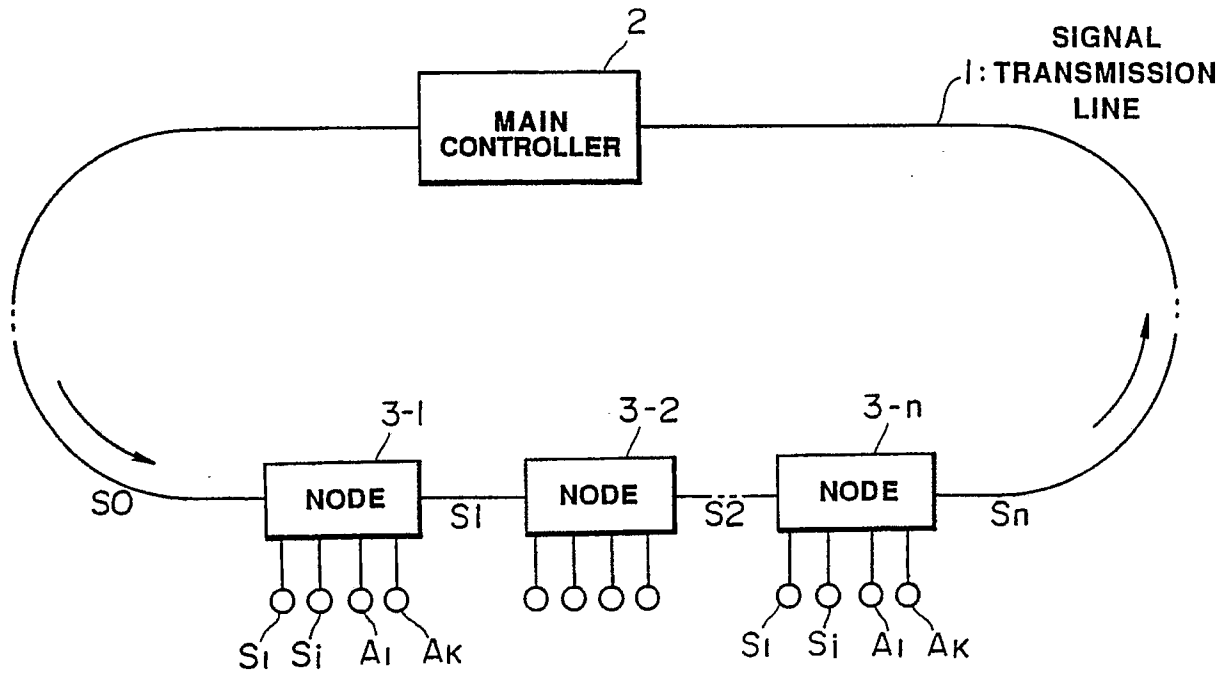 2
SIGNAL
1: TRANSMISSION
LINE
MAIN
CONTROLLER
3-1
3-2
3-n
NODE
NODE
NODE
S0
S1
S2
Sn
S1 Si A1 AK
S1 Si A1 AK